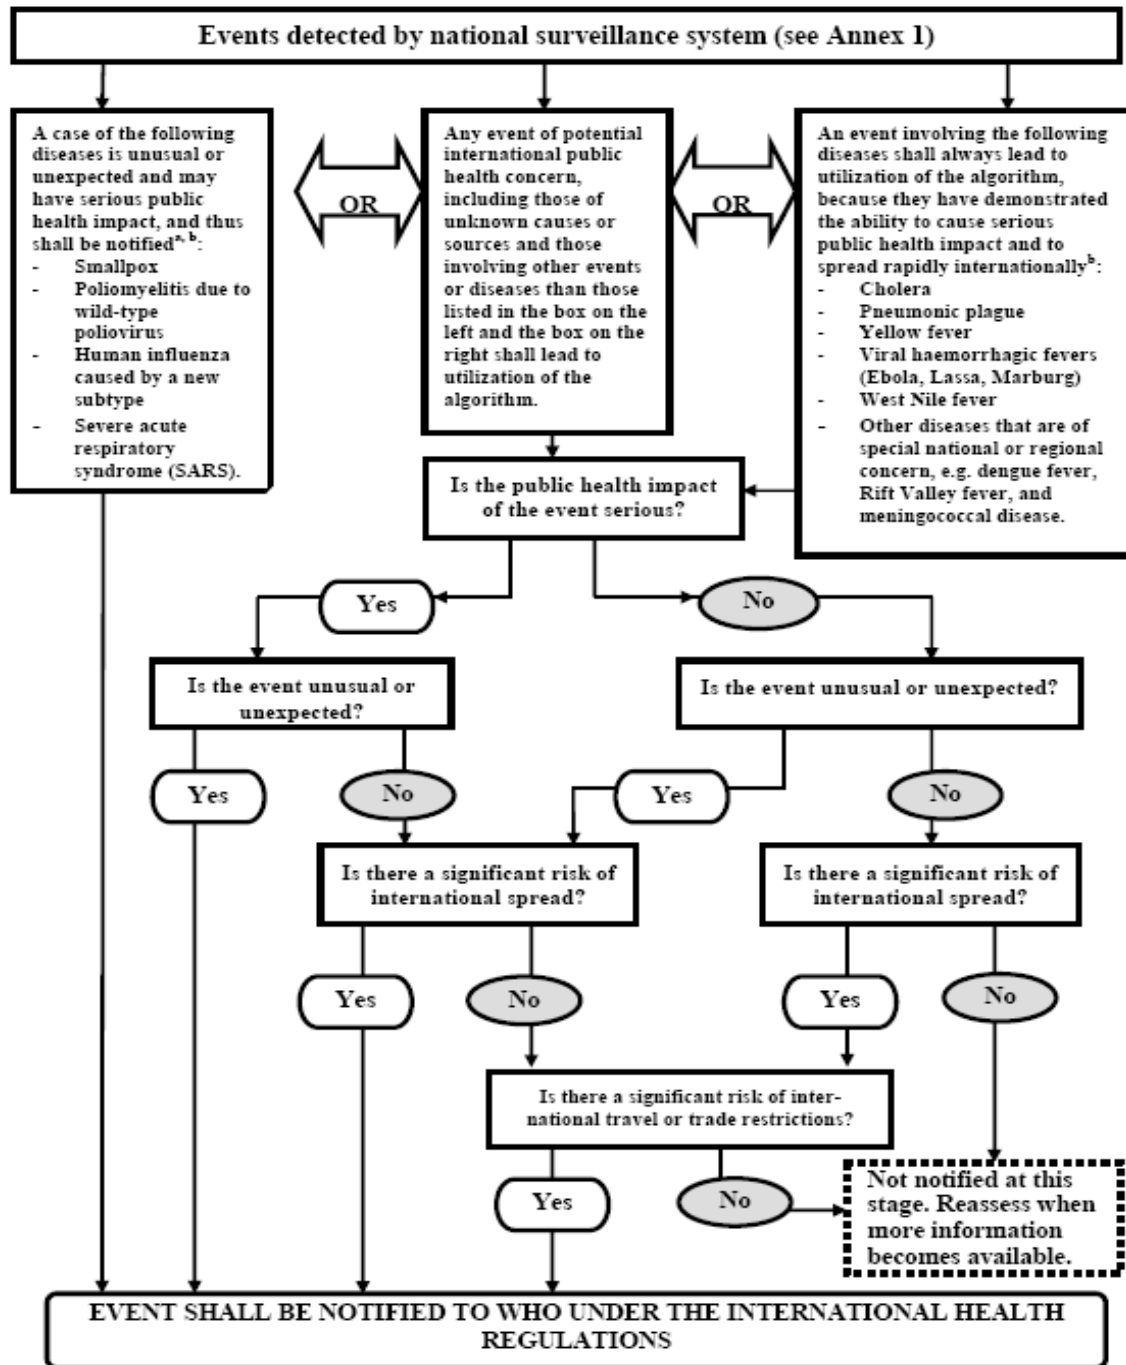 Events detected by national surveillance system (see Annex 1)
A case of the following
diseases is unusual or
unexpected and may
have serious public
health impact, and thus
shall be notifiedᵃ, ᵇ:
- Smallpox
- Poliomyelitis due to
wild-type
poliovirus
- Human influenza
caused by a new
subtype
- Severe acute
respiratory
syndrome (SARS).
OR
Any event of potential
international public
health concern,
including those of
unknown causes or
sources and those
involving other events
or diseases than those
listed in the box on the
left and the box on the
right shall lead to
utilization of the
algorithm.
OR
An event involving the following
diseases shall always lead to
utilization of the algorithm,
because they have demonstrated
the ability to cause serious
public health impact and to
spread rapidly internationallyᵇ:
- Cholera
- Pneumonic plague
- Yellow fever
- Viral haemorrhagic fevers
(Ebola, Lassa, Marburg)
- West Nile fever
- Other diseases that are of
special national or regional
concern, e.g. dengue fever,
Rift Valley fever, and
meningococcal disease.
Is the public health impact
of the event serious?
Yes
No
Is the event unusual or
unexpected?
Is the event unusual or unexpected?
Yes
No
Yes
No
Is there a significant risk of
international spread?
Is there a significant risk of
international spread?
Yes
No
Yes
No
Is there a significant risk of inter-
national travel or trade restrictions?
Yes
No
Not notified at this
stage. Reassess when
more information
becomes available.
EVENT SHALL BE NOTIFIED TO WHO UNDER THE INTERNATIONAL HEALTH
REGULATIONS